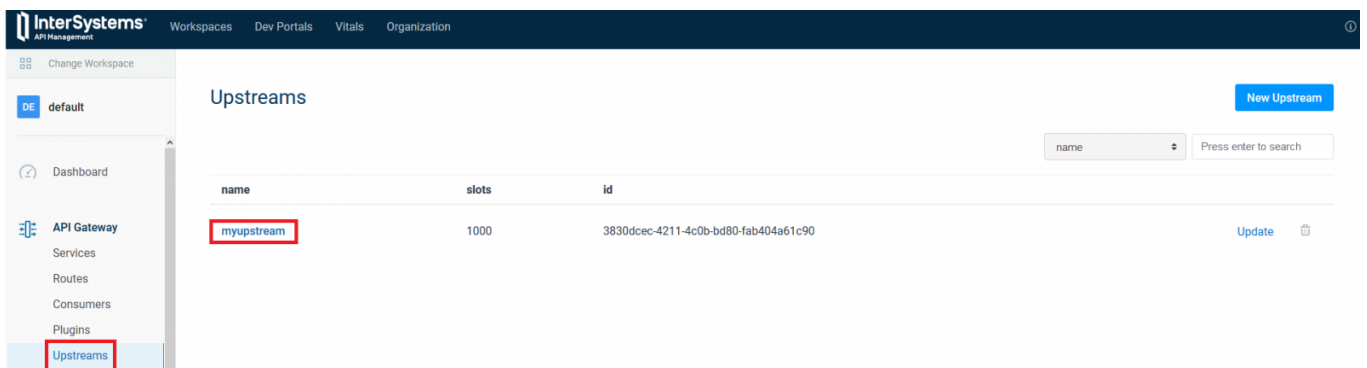 InterSystems
API Management
Workspaces Dev Portals Vitals Organization
Change Workspace
DE default
Dashboard
API Gateway
Services
Routes
Consumers
Plugins
Upstreams
Upstreams
New Upstream
name Press enter to search
name slots id
myupstream 1000 3830dcec-4211-4c0b-bd80-fab404a61c90 Update